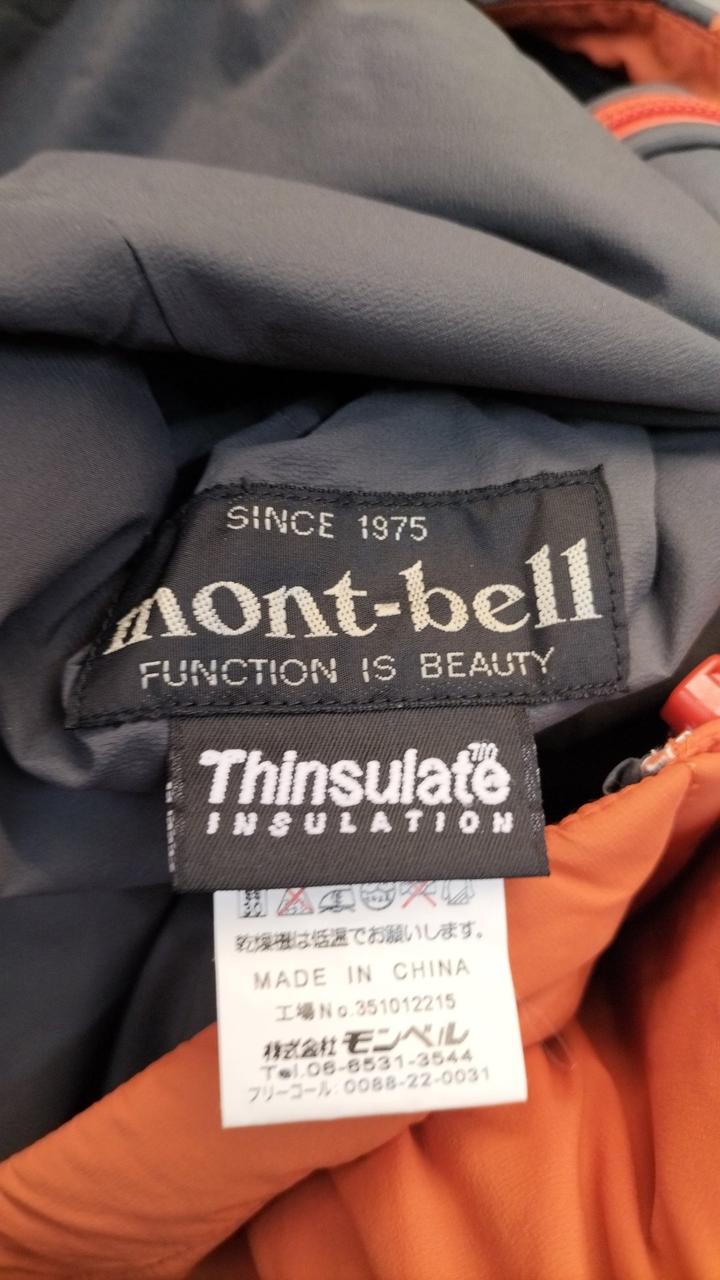 SINCE 1975
mont-bell
FUNCTION IS BEAUTY
Thinsulate™
INSULATION
乾燥機は低温でお願いします。
MADE IN CHINA
工場No.351012215
株式会社モンベル
Tel.06-6531-3544
フリーコール:0088-22-0031